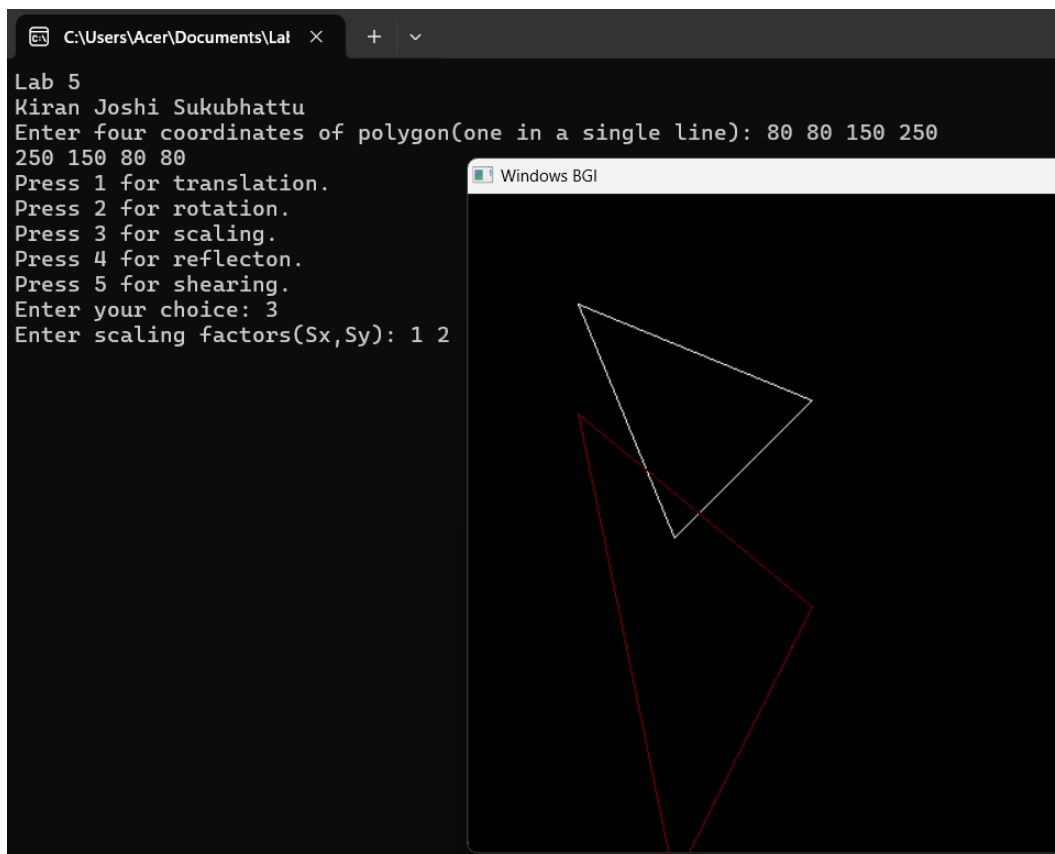 C:\Users\Acer\Documents\Lal
Lab 5
Kiran Joshi Sukubhattu
Enter four coordinates of polygon(one in a single line): 80 80 150 250
250 150 80 80
Windows BGI
Press 1 for translation.
Press 2 for rotation.
Press 3 for scaling.
Press 4 for reflecton.
Press 5 for shearing.
Enter your choice: 3
Enter scaling factors(Sx,Sy): 1 2